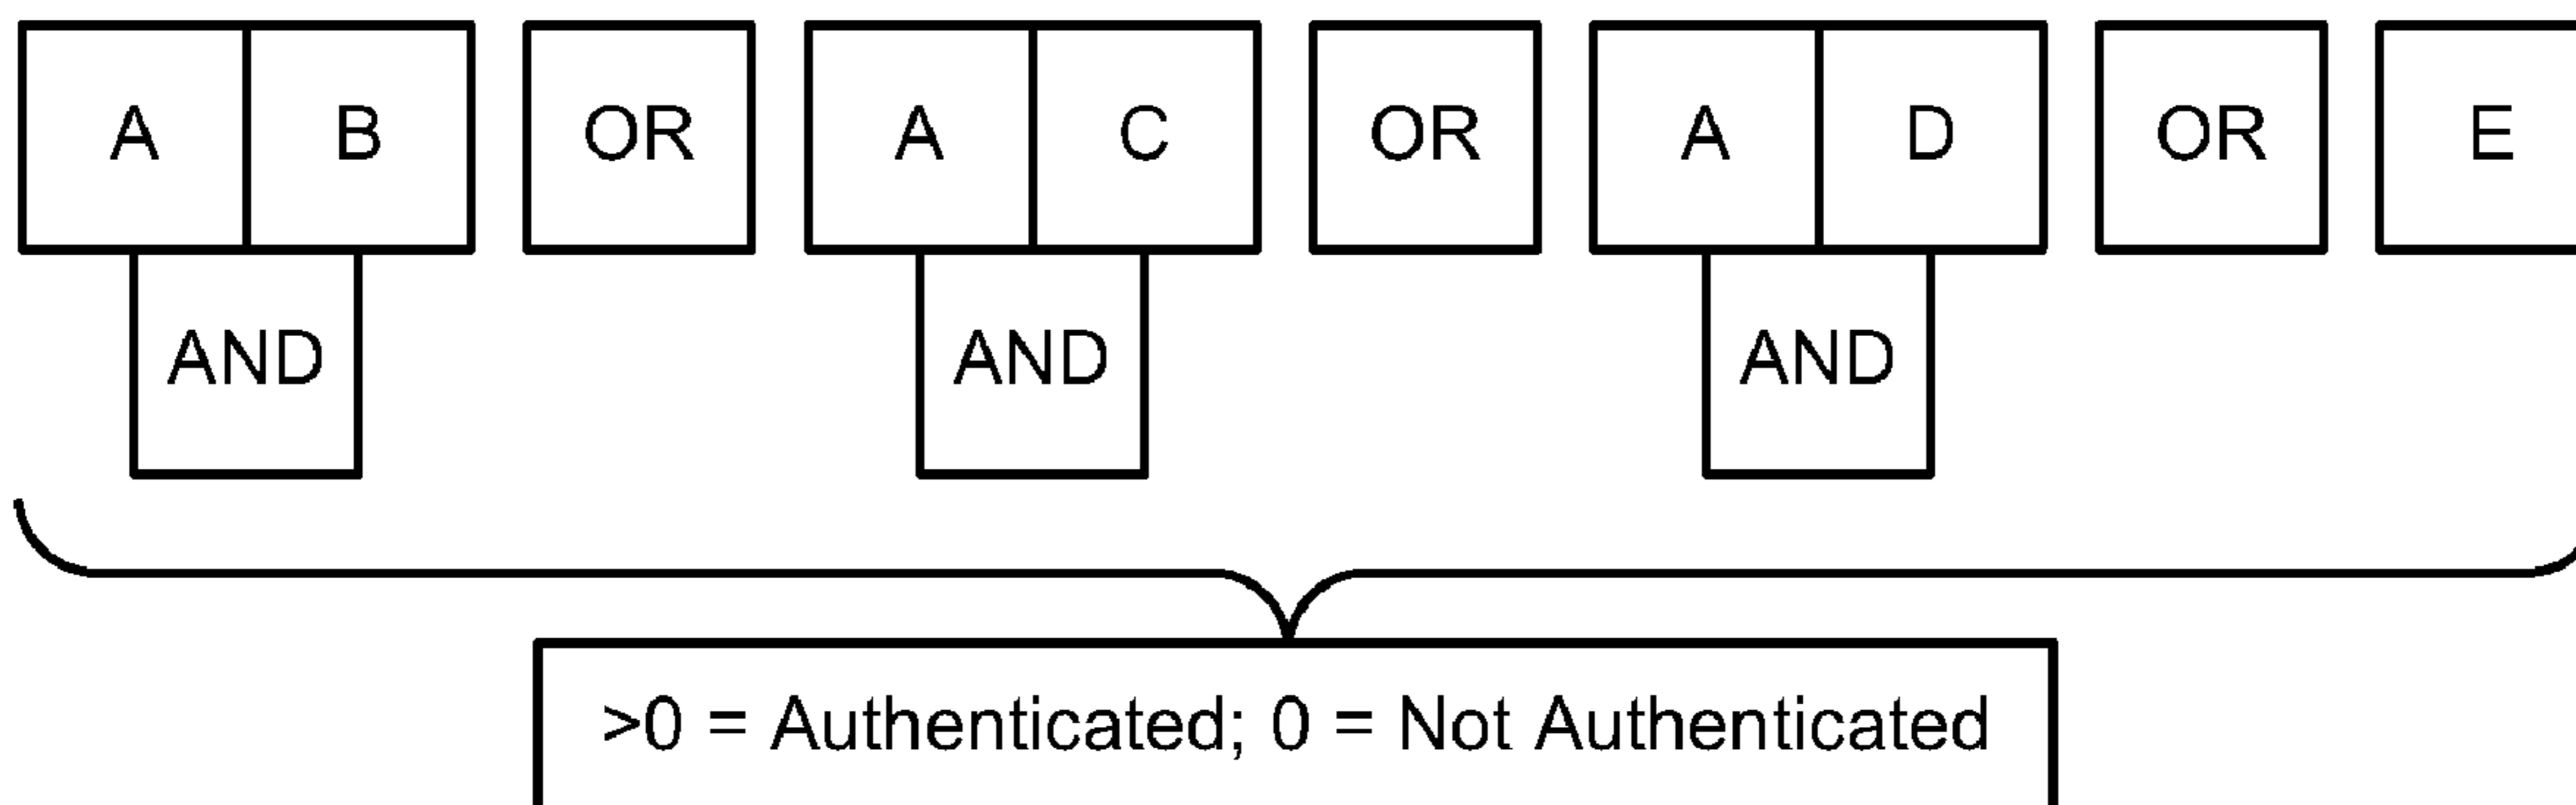 A B OR A C OR A D OR E
AND AND AND
>0 = Authenticated; 0 = Not Authenticated